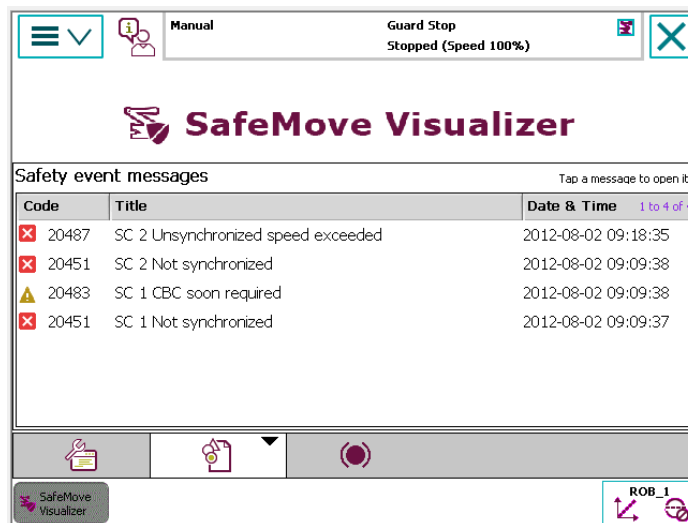 Manual Guard Stop
Stopped (Speed 100%)
SafeMove Visualizer
Safety event messages Tap a message to open it
Code Title Date & Time 1 to 4 of
20487 SC 2 Unsynchronized speed exceeded 2012-08-02 09:18:35
20451 SC 2 Not synchronized 2012-08-02 09:09:38
20483 SC 1 CBC soon required 2012-08-02 09:09:38
20451 SC 1 Not synchronized 2012-08-02 09:09:37
SafeMove
Visualizer
ROB_1